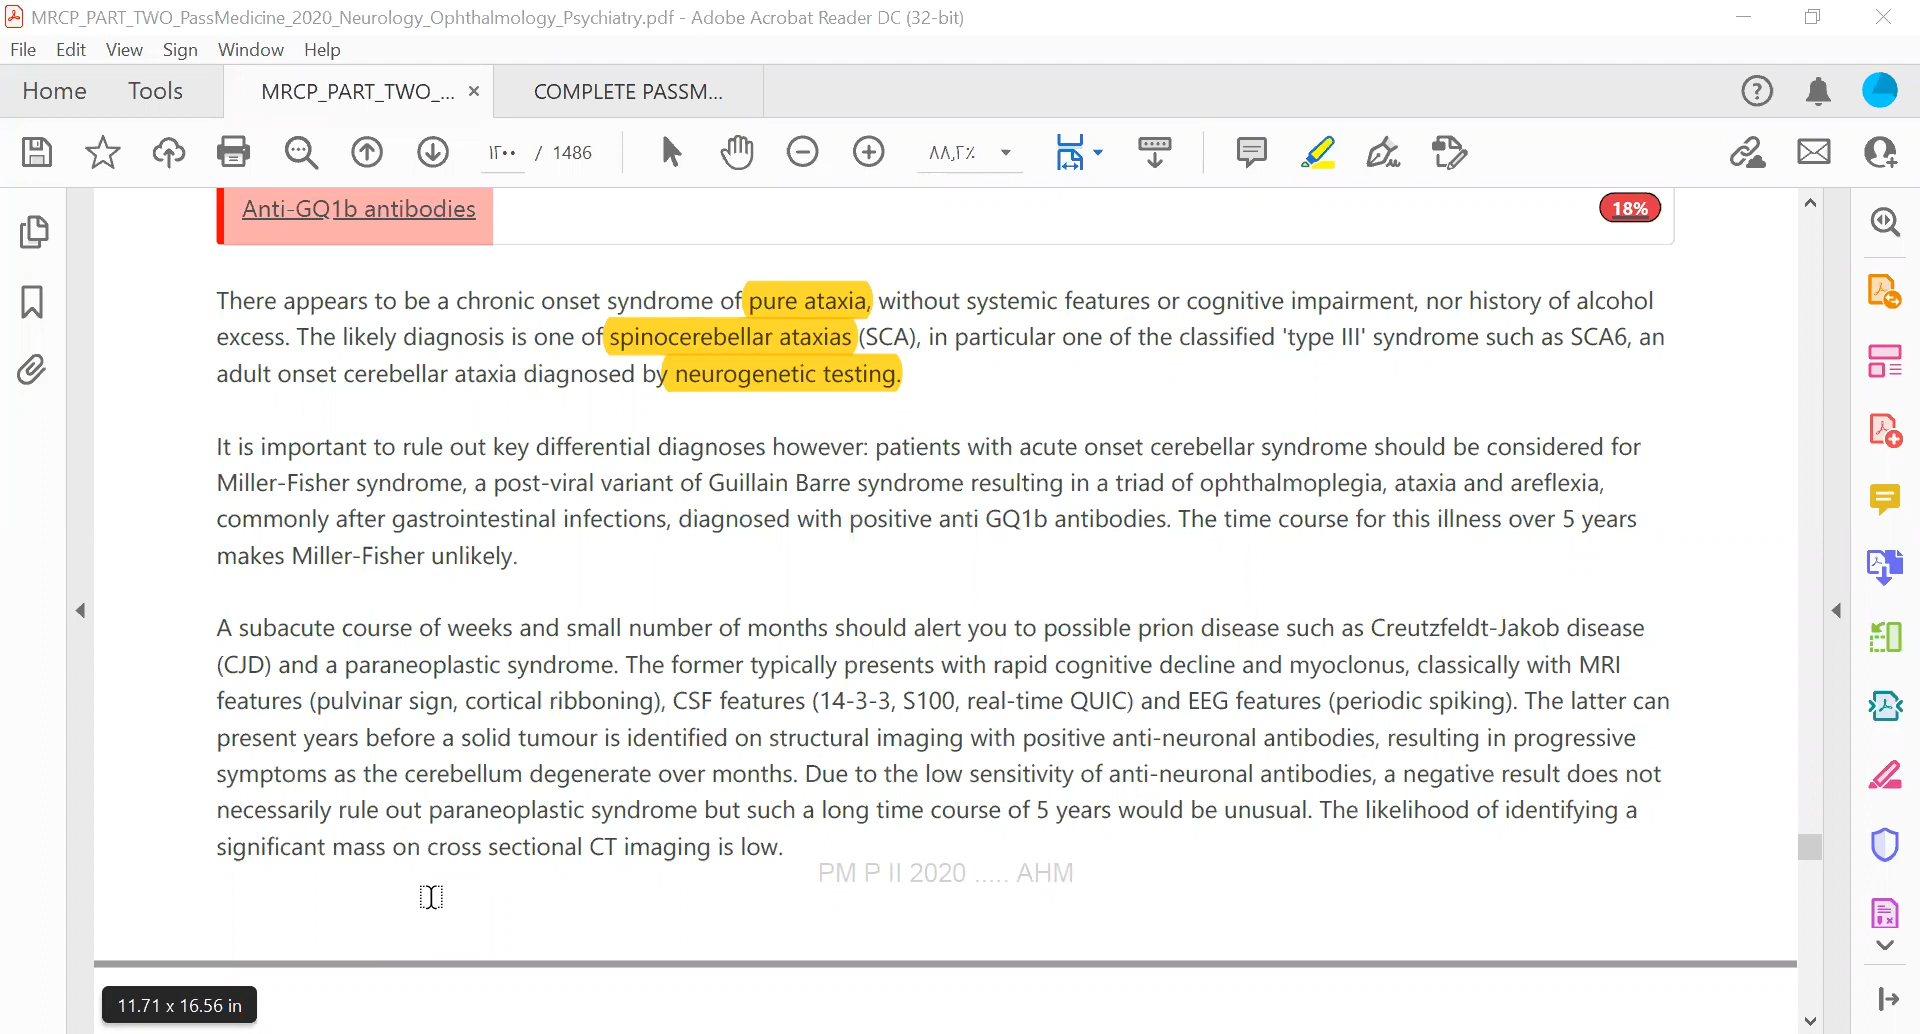 MRCP_PART_TWO_PassMedicine_2020_Neurology_Ophthalmology_Psychiatry.pdf - Adobe Acrobat Reader DC (32-bit)
File Edit View Sign Window Help
Home Tools MRCP_PART_TWO_... × COMPLETE PASSM...
١٣٠٠ / 1486 ٨٨,٢٪
Anti-GQ1b antibodies 18%
There appears to be a chronic onset syndrome of pure ataxia, without systemic features or cognitive impairment, nor history of alcohol
excess. The likely diagnosis is one of spinocerebellar ataxias (SCA), in particular one of the classified 'type III' syndrome such as SCA6, an
adult onset cerebellar ataxia diagnosed by neurogenetic testing.
It is important to rule out key differential diagnoses however: patients with acute onset cerebellar syndrome should be considered for
Miller-Fisher syndrome, a post-viral variant of Guillain Barre syndrome resulting in a triad of ophthalmoplegia, ataxia and areflexia,
commonly after gastrointestinal infections, diagnosed with positive anti GQ1b antibodies. The time course for this illness over 5 years
makes Miller-Fisher unlikely.
A subacute course of weeks and small number of months should alert you to possible prion disease such as Creutzfeldt-Jakob disease
(CJD) and a paraneoplastic syndrome. The former typically presents with rapid cognitive decline and myoclonus, classically with MRI
features (pulvinar sign, cortical ribboning), CSF features (14-3-3, S100, real-time QUIC) and EEG features (periodic spiking). The latter can
present years before a solid tumour is identified on structural imaging with positive anti-neuronal antibodies, resulting in progressive
symptoms as the cerebellum degenerate over months. Due to the low sensitivity of anti-neuronal antibodies, a negative result does not
necessarily rule out paraneoplastic syndrome but such a long time course of 5 years would be unusual. The likelihood of identifying a
significant mass on cross sectional CT imaging is low.
PM P II 2020 ..... AHM
11.71 x 16.56 in